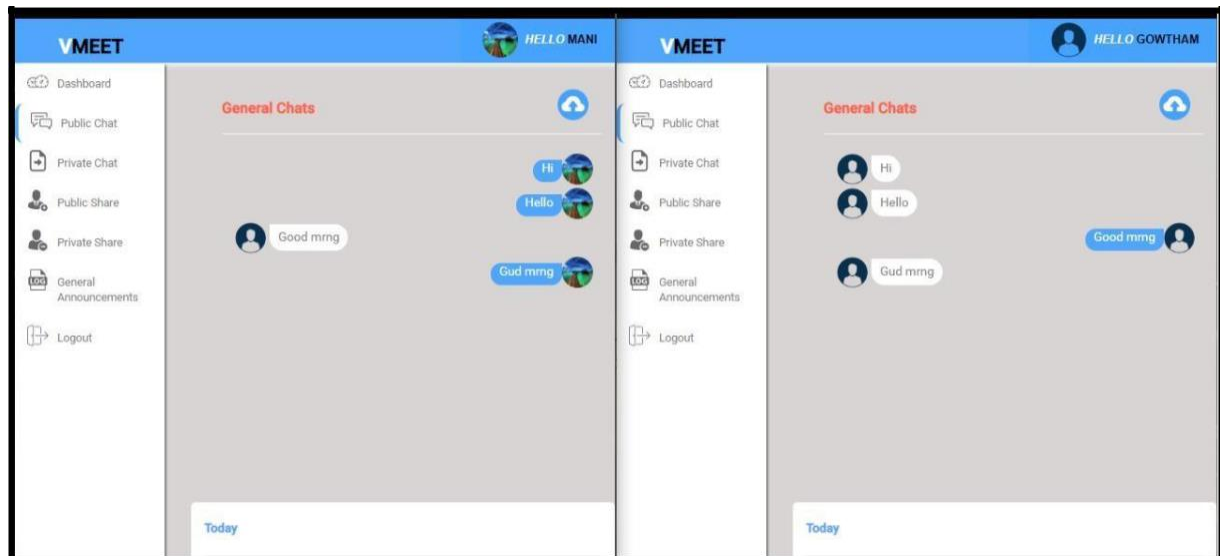 VMEET
HELLO MANI
Dashboard
Public Chat
Private Chat
Public Share
Private Share
LOG
General
Announcements
Logout
General Chats
Hi
Hello
Good mrng
Gud mrng
Today
VMEET
HELLO GOWTHAM
Dashboard
Public Chat
Private Chat
Public Share
Private Share
LOG
General
Announcements
Logout
General Chats
Hi
Hello
Good mrng
Gud mrng
Today